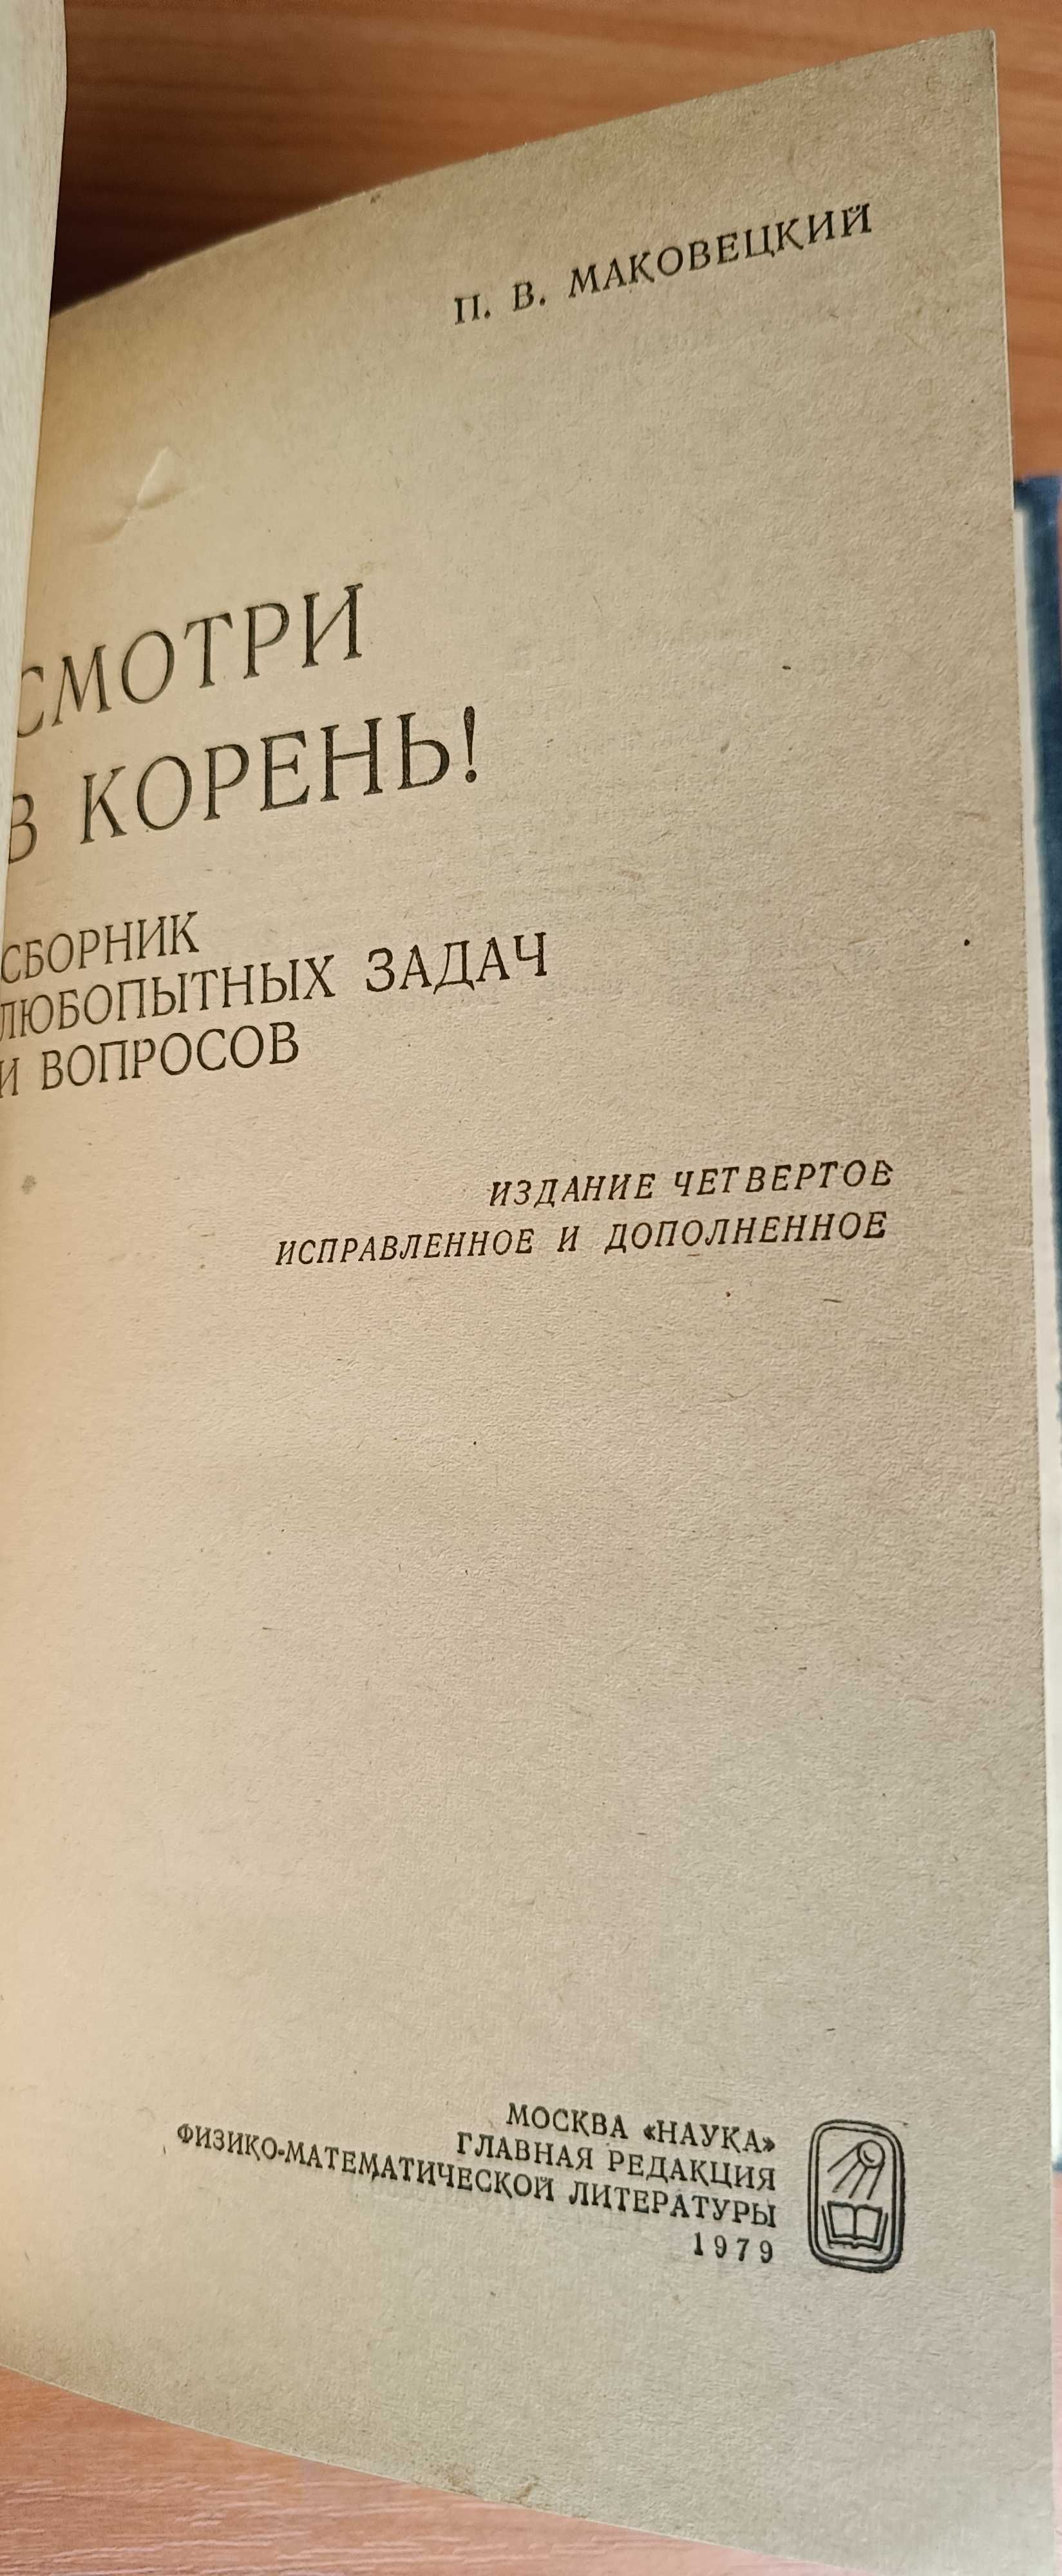 П. В. МАКОВЕЦКИЙ
СМОТРИ
В КОРЕНЬ!
СБОРНИК
ЛЮБОПЫТНЫХ ЗАДАЧ
И ВОПРОСОВ
ИЗДАНИЕ ЧЕТВЕРТОЕ
ИСПРАВЛЕННОЕ И ДОПОЛНЕННОЕ
МОСКВА «НАУКА»
ГЛАВНАЯ РЕДАКЦИЯ
ФИЗИКО-МАТЕМАТИЧЕСКОЙ ЛИТЕРАТУРЫ
1979